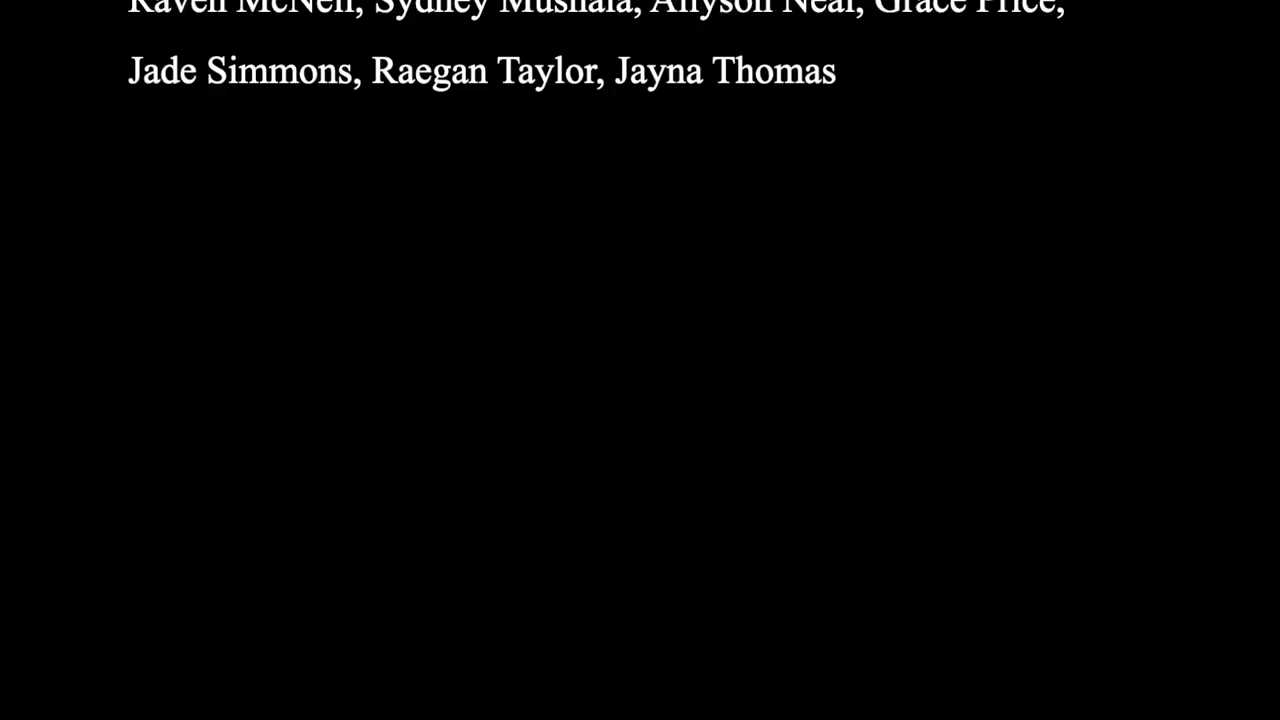 Raven McNeil, Sydney Mushala, Allyson Neal, Grace Price,
Jade Simmons, Raegan Taylor, Jayna Thomas